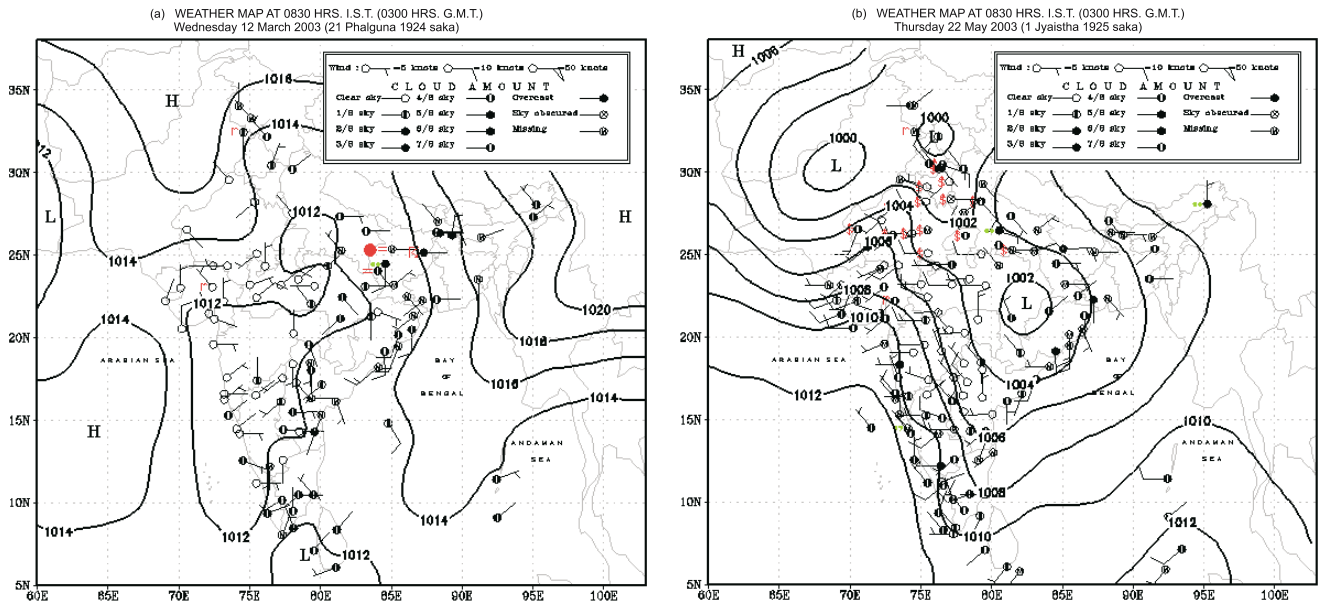 (a) WEATHER MAP AT 0830 HRS. I.S.T. (0300 HRS. G.M.T.)
Wednesday 12 March 2003 (21 Phalguna 1924 saka)
Wind : —5 knots —10 knots —50 knots
CLOUD AMOUNT
Clear sky 4/8 sky Overcast
1/8 sky 5/8 sky Sky obscured
2/8 sky 6/8 sky Missing
3/8 sky 7/8 sky
1016
H
1014
1012
L
1012
H
1014
1012
1020
1014
1016
ARABIAN SEA
BAY
OF
BENGAL
1016
1014
H
ANDAMAN
SEA
1014
1012
L
1012
35N
30N
25N
20N
15N
10N
5N
60E 65E 70E 75E 80E 85E 90E 95E 100E
(b) WEATHER MAP AT 0830 HRS. I.S.T. (0300 HRS. G.M.T.)
Thursday 22 May 2003 (1 Jyaistha 1925 saka)
Wind : —5 knots —10 knots —50 knots
CLOUD AMOUNT
Clear sky 4/8 sky Overcast
1/8 sky 5/8 sky Sky obscured
2/8 sky 6/8 sky Missing
3/8 sky 7/8 sky
H
1006
1000
L
1000
L
1004
1002
1006
1002
L
1008
1010
ARABIAN SEA
BAY
OF
BENGAL
1012
1004
1010
1006
ANDAMAN
SEA
1008
1010
1012
35N
30N
25N
20N
15N
10N
5N
60E 65E 70E 75E 80E 85E 90E 95E 100E